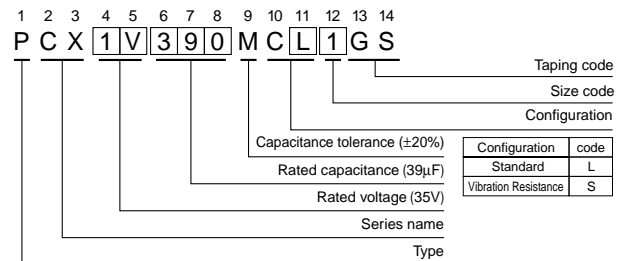 1 2 3 4 5 6 7 8 9 10 11 12 13 14
P C X 1 V 3 9 0 M C L 1 G S
Taping code
Size code
Configuration
Capacitance tolerance (±20%)
Rated capacitance (39µF)
Rated voltage (35V)
Series name
Type
Configuration code
Standard L
Vibration Resistance S